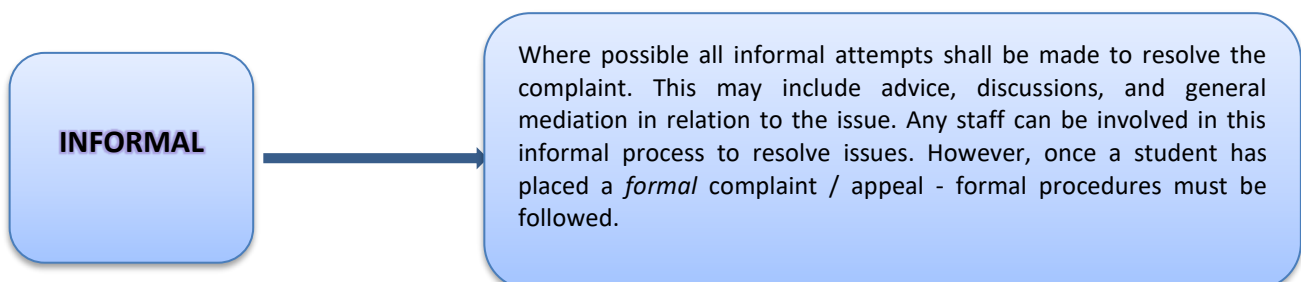 INFORMAL
Where possible all informal attempts shall be made to resolve the
complaint. This may include advice, discussions, and general
mediation in relation to the issue. Any staff can be involved in this
informal process to resolve issues. However, once a student has
placed a formal complaint / appeal - formal procedures must be
followed.